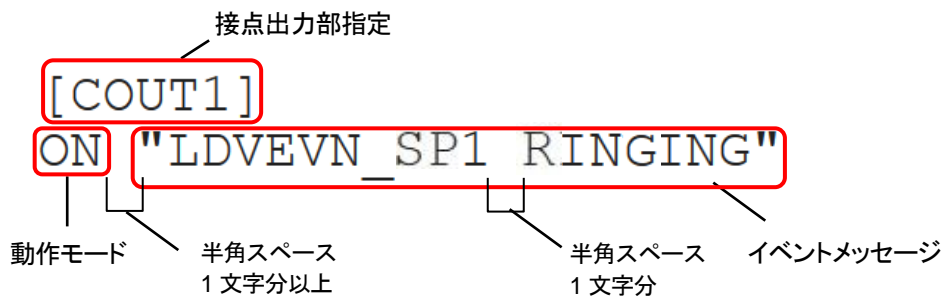 接点出力部指定
[COUT1]
ON "LDVEVN_SP1 RINGING"
動作モード
半角スペース
1 文字分以上
半角スペース
1 文字分
イベントメッセージ